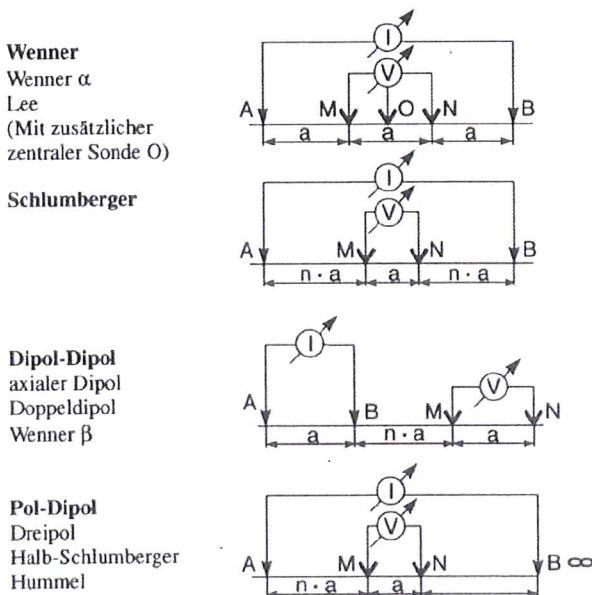 Wenner
Wenner α
Lee
(Mit zusätzlicher
zentraler Sonde O)
I
V
A M O N B
a a a
Schlumberger
I
V
A M N B
n · a a n · a
Dipol-Dipol
axialer Dipol
Doppeldipol
Wenner β
I
V
A B M N
a n · a a
Pol-Dipol
Dreipol
Halb-Schlumberger
Hummel
I
V
A M N B ∞
n · a a